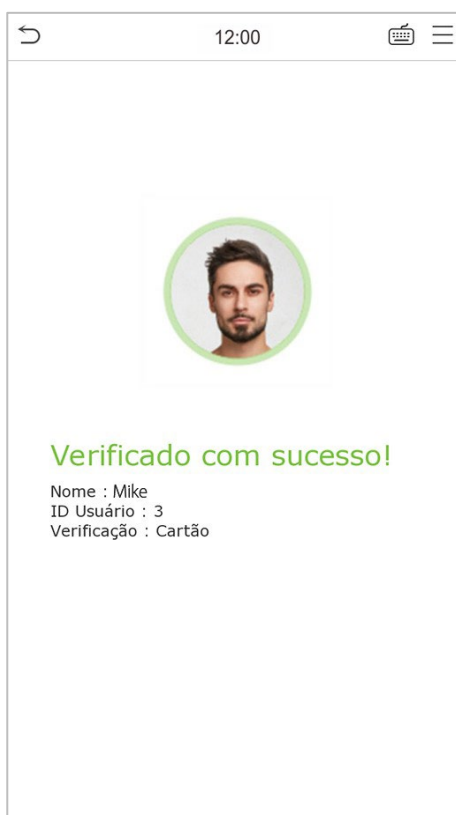 12:00
Verificado com sucesso!
Nome : Mike
ID Usuário : 3
Verificação : Cartão